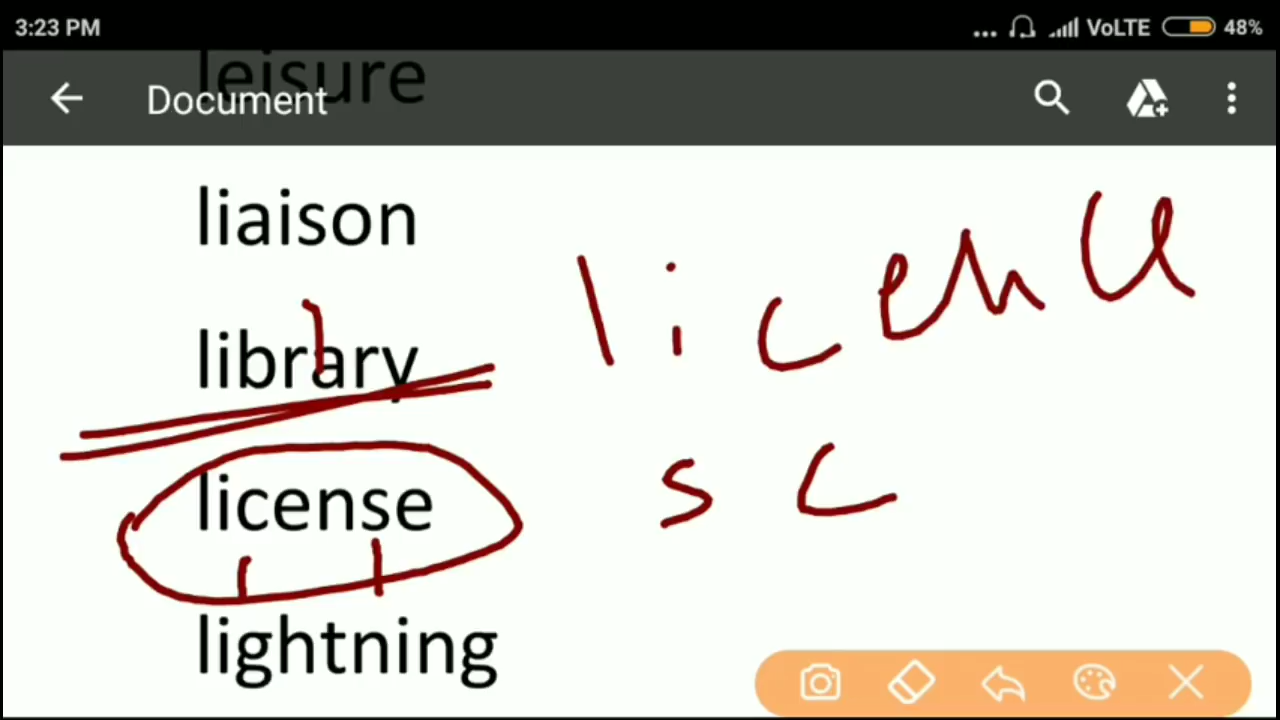 3:23 PM ... VoLTE 48%
leisure
Document
liaison
licence
library
license
s c
lightning